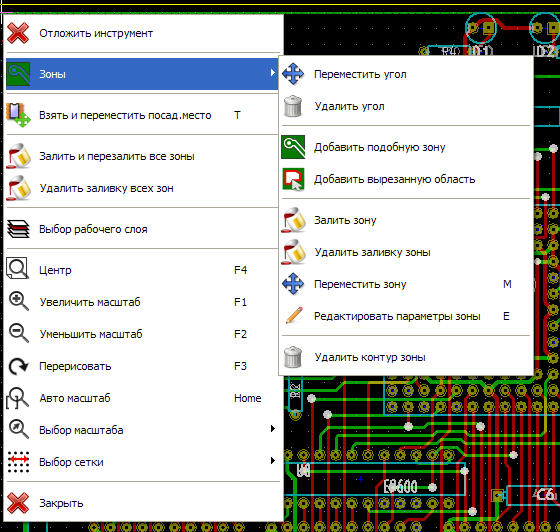 Отложить инструмент
Зоны
Взять и переместить посад.место T
Залить и перезалить все зоны
Удалить заливку всех зон
Выбор рабочего слоя
Центр F4
Увеличить масштаб F1
Уменьшить масштаб F2
Перерисовать F3
Авто масштаб Home
Выбор масштаба
Выбор сетки
Закрыть
Переместить угол
Удалить угол
Добавить подобную зону
Добавить вырезанную область
Залить зону
Удалить заливку зоны
Переместить зону M
Редактировать параметры зоны E
Удалить контур зоны
R2
EP600
C6